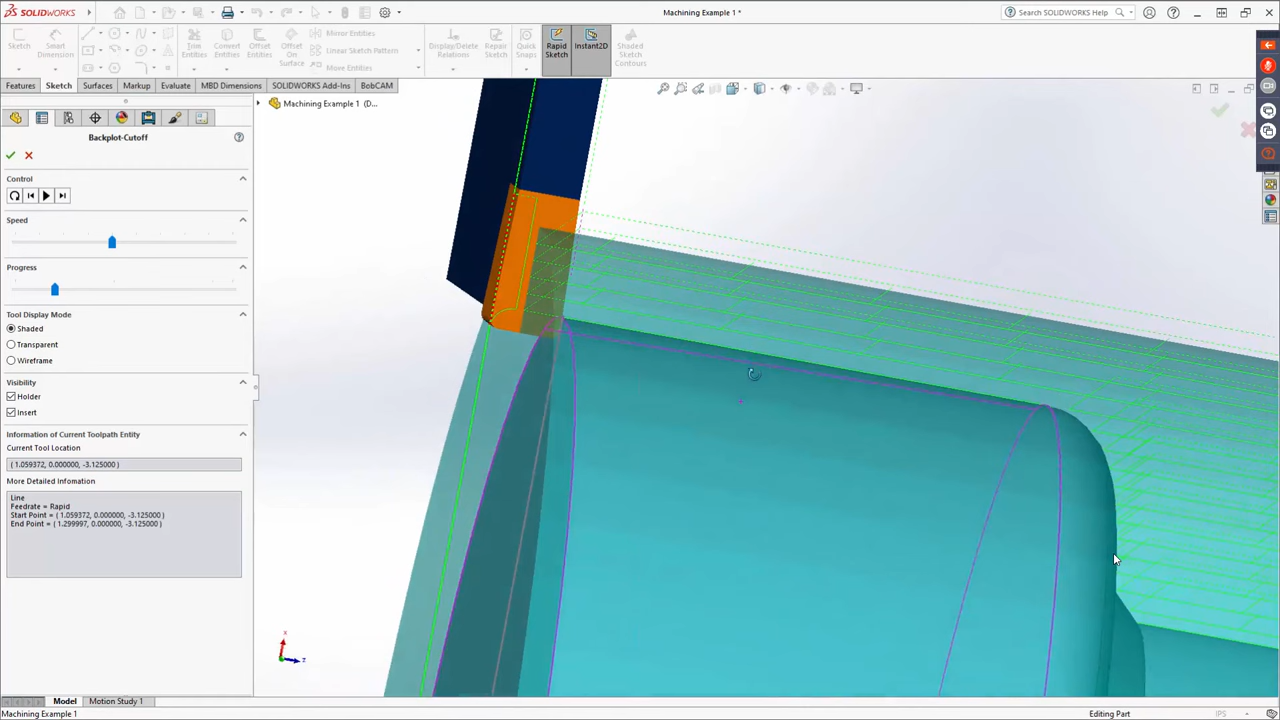 SOLIDWORKS
Machining Example 1 *
Search SOLIDWORKS Help
Sketch
Smart Dimension
Trim Entities
Convert Entities
Offset Entities
Offset On Surface
Mirror Entities
Linear Sketch Pattern
Move Entities
Display/Delete Relations
Repair Sketch
Quick Snaps
Rapid Sketch
Instant2D
Shaded Sketch Contours
Features
Sketch
Surfaces
Markup
Evaluate
MBD Dimensions
SOLIDWORKS Add-Ins
BobCAM
Machining Example 1 (D...
Backplot-Cutoff
Control
Speed
Progress
Tool Display Mode
Shaded
Transparent
Wireframe
Visibility
Holder
Insert
Information of Current Toolpath Entity
Current Tool Location
( 1.059372, 0.000000, -3.125000 )
More Detailed Infomation
Line
Feedrate = Rapid
Start Point = ( 1.059372, 0.000000, -3.125000 )
End Point = ( 1.299997, 0.000000, -3.125000 )
x
z
Model
Motion Study 1
Machining Example 1
Editing Part
IPS